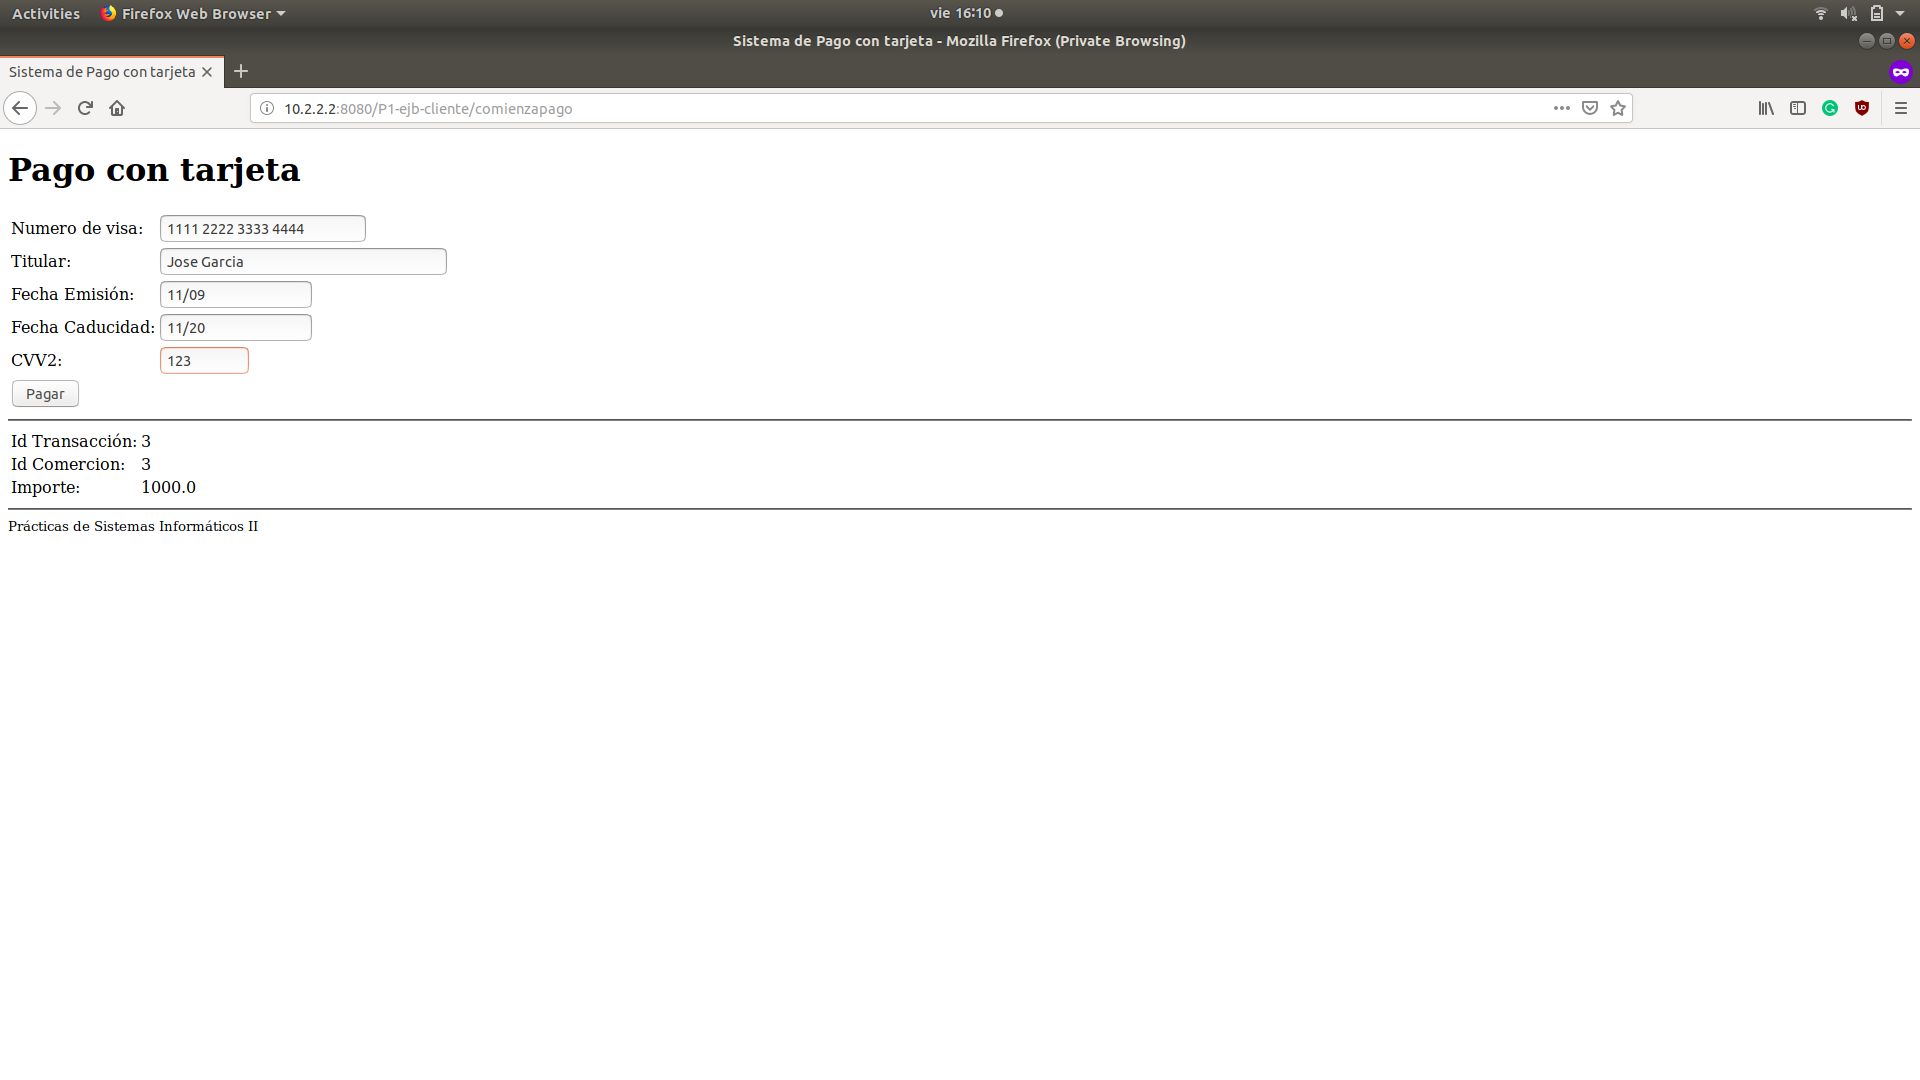 Activities Firefox Web Browser vie 16:10
Sistema de Pago con tarjeta - Mozilla Firefox (Private Browsing)
Sistema de Pago con tarjeta
10.2.2.2:8080/P1-ejb-cliente/comienzapago
Pago con tarjeta
Numero de visa: 1111 2222 3333 4444
Titular: Jose Garcia
Fecha Emisión: 11/09
Fecha Caducidad: 11/20
CVV2: 123
Pagar
Id Transacción: 3
Id Comercion: 3
Importe: 1000.0
Prácticas de Sistemas Informáticos II